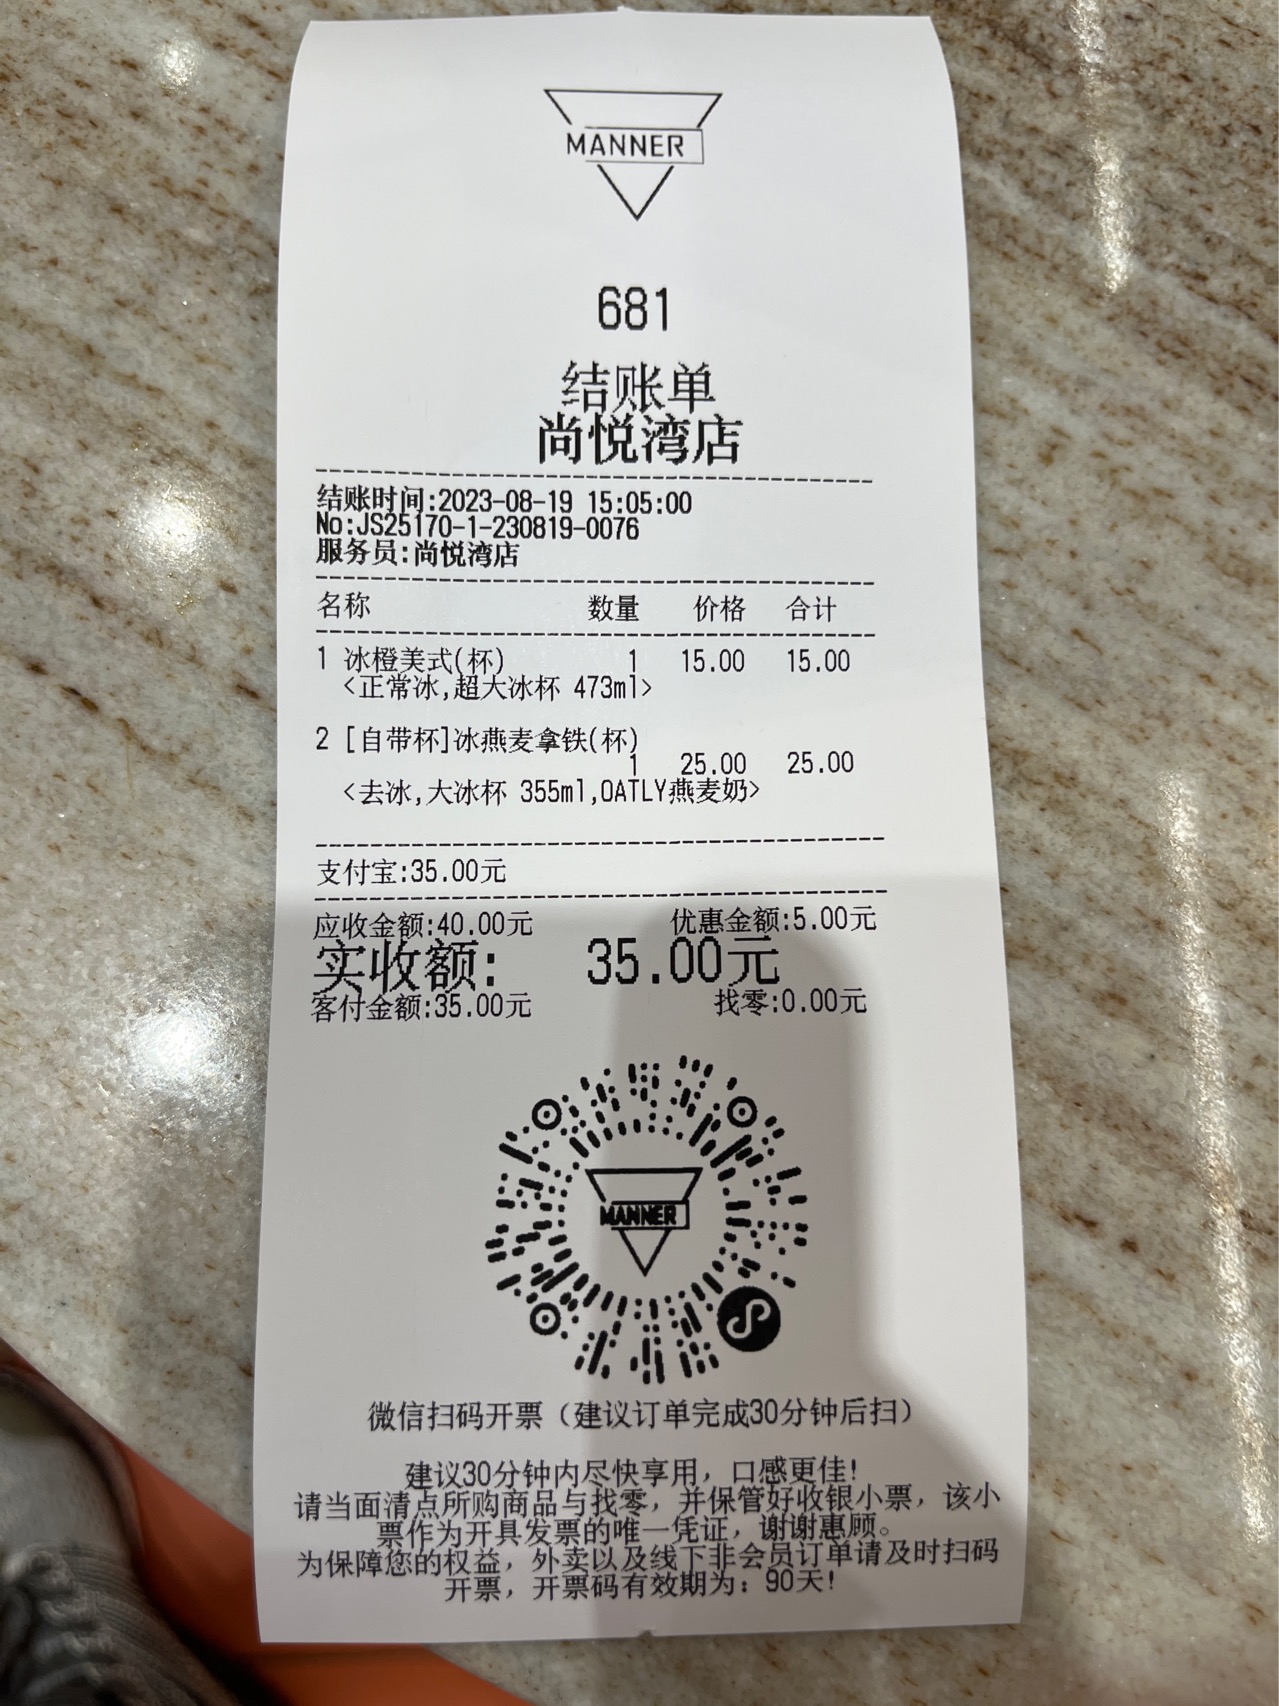 MANNER
681
结账单
尚悦湾店
结账时间:2023-08-19 15:05:00
No:JS25170-1-230819-0076
服务员:尚悦湾店
名称 数量 价格 合计
1 冰橙美式(杯) 1 15.00 15.00
<正常冰,超大冰杯 473ml>
2 [自带杯]冰燕麦拿铁(杯)
1 25.00 25.00
<去冰,大冰杯 355ml,OATLY燕麦奶>
支付宝:35.00元
应收金额:40.00元 优惠金额:5.00元
实收额: 35.00元
客付金额:35.00元 找零:0.00元
MANNER
微信扫码开票（建议订单完成30分钟后扫）
建议30分钟内尽快享用，口感更佳!
请当面清点所购商品与找零，并保管好收银小票，该小
票作为开具发票的唯一凭证，谢谢惠顾。
为保障您的权益，外卖以及线下非会员订单请及时扫码
开票，开票码有效期为：90天!